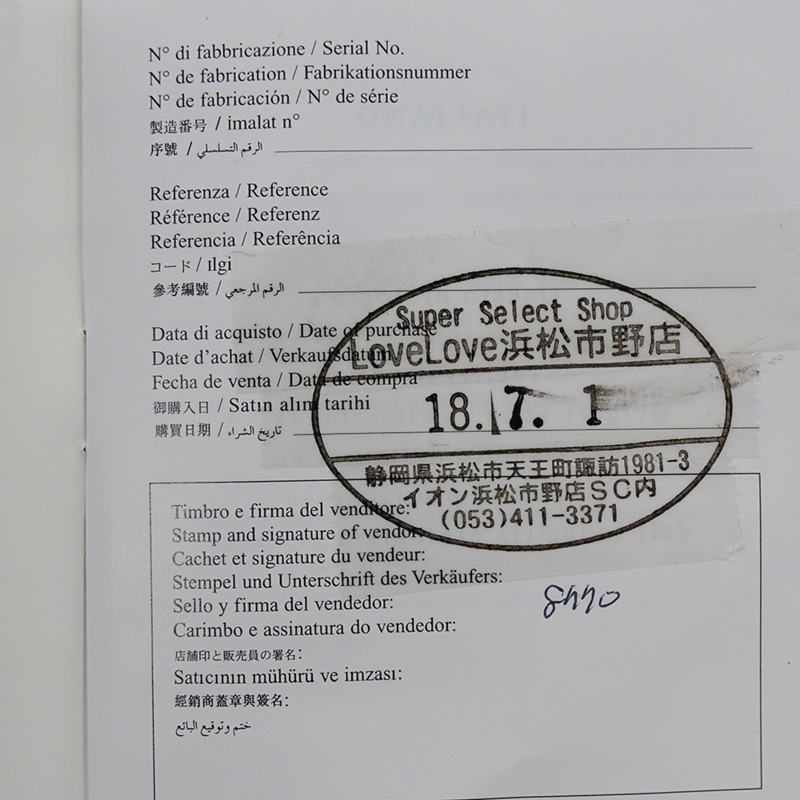 N° di fabbricazione / Serial No.
N° de fabrication / Fabrikationsnummer
N° de fabricación / N° de série
製造番号 / imalat n°
序號 / الرقم التسلسلي
Referenza / Reference
Référence / Referenz
Referencia / Referência
コード / Ilgi
參考編號 / الرقم المرجعي
Data di acquisto / Date of purchase
Date d'achat / Verkaufsdatum
Fecha de venta / Data de compra
御購入日 / Satın alım tarihi
購買日期 / تاريخ الشراء
Super Select Shop
LoveLove浜松市野店
18. 7. 1
静岡県浜松市天王町諏訪1981-3
イオン浜松市野店SC内
(053)411-3371
Timbro e firma del venditore:
Stamp and signature of vendor:
Cachet et signature du vendeur:
Stempel und Unterschrift des Verkäufers:
Sello y firma del vendedor:
Carimbo e assinatura do vendedor:
店舗印と販売員の署名:
Satıcının mühürü ve imzası:
經銷商蓋章與簽名:
ختم وتوقيع البائع